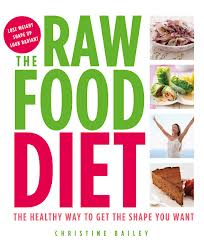 LOSE WEIGHT
SHAPE UP
LOOK RADIANT
THE RAW
FOOD
DIET
THE HEALTHY WAY TO GET THE SHAPE YOU WANT
CHRISTINE BAILEY